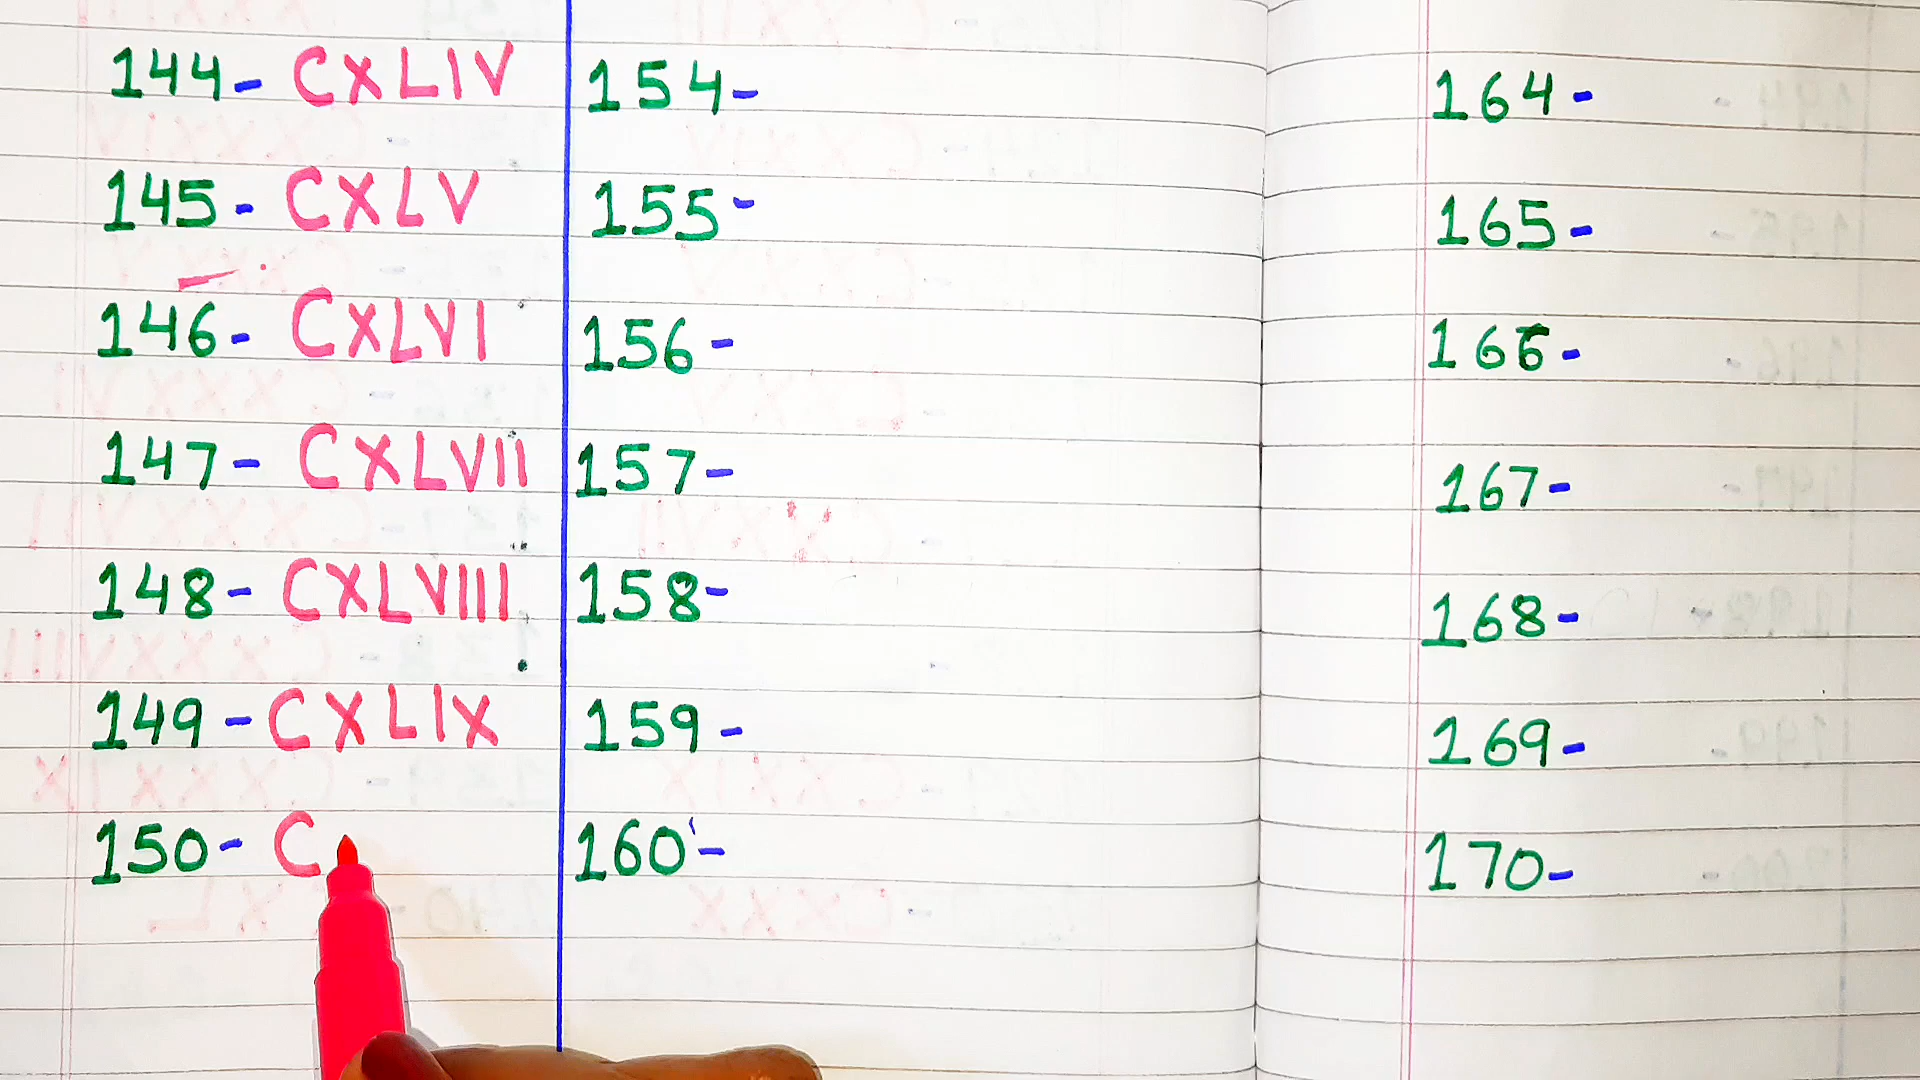 144- CXLIV
145- CXLV
146- CXLVI
147- CXLVII
148- CXLVIII
149- CXLIX
150- C
154-
155-
156-
157-
158-
159-
160-
164-
165-
166-
167-
168-
169-
170-